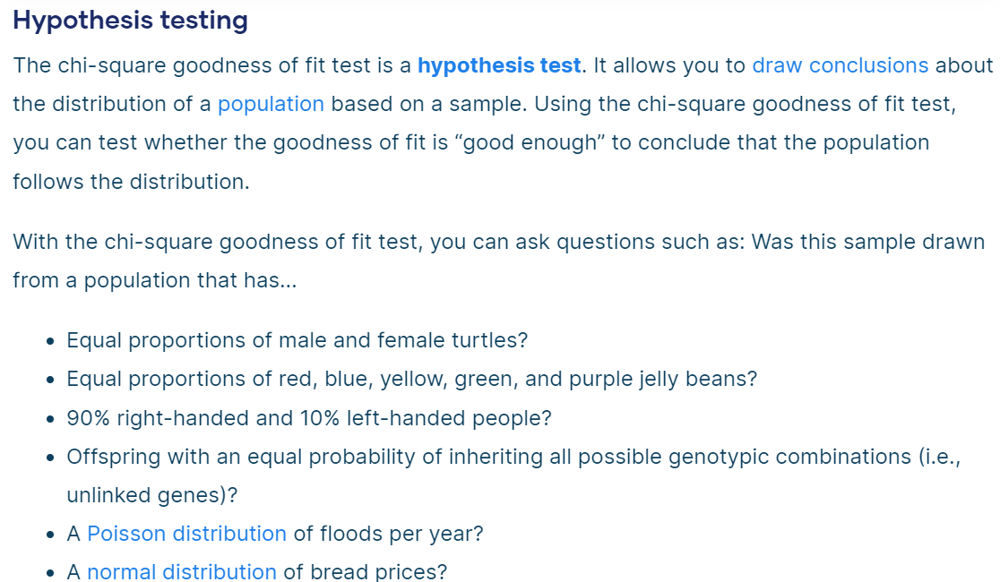 Hypothesis testing
The chi-square goodness of fit test is a hypothesis test. It allows you to draw conclusions about
the distribution of a population based on a sample. Using the chi-square goodness of fit test,
you can test whether the goodness of fit is “good enough” to conclude that the population
follows the distribution.
With the chi-square goodness of fit test, you can ask questions such as: Was this sample drawn
from a population that has…
• Equal proportions of male and female turtles?
• Equal proportions of red, blue, yellow, green, and purple jelly beans?
• 90% right-handed and 10% left-handed people?
• Offspring with an equal probability of inheriting all possible genotypic combinations (i.e.,
unlinked genes)?
• A Poisson distribution of floods per year?
• A normal distribution of bread prices?